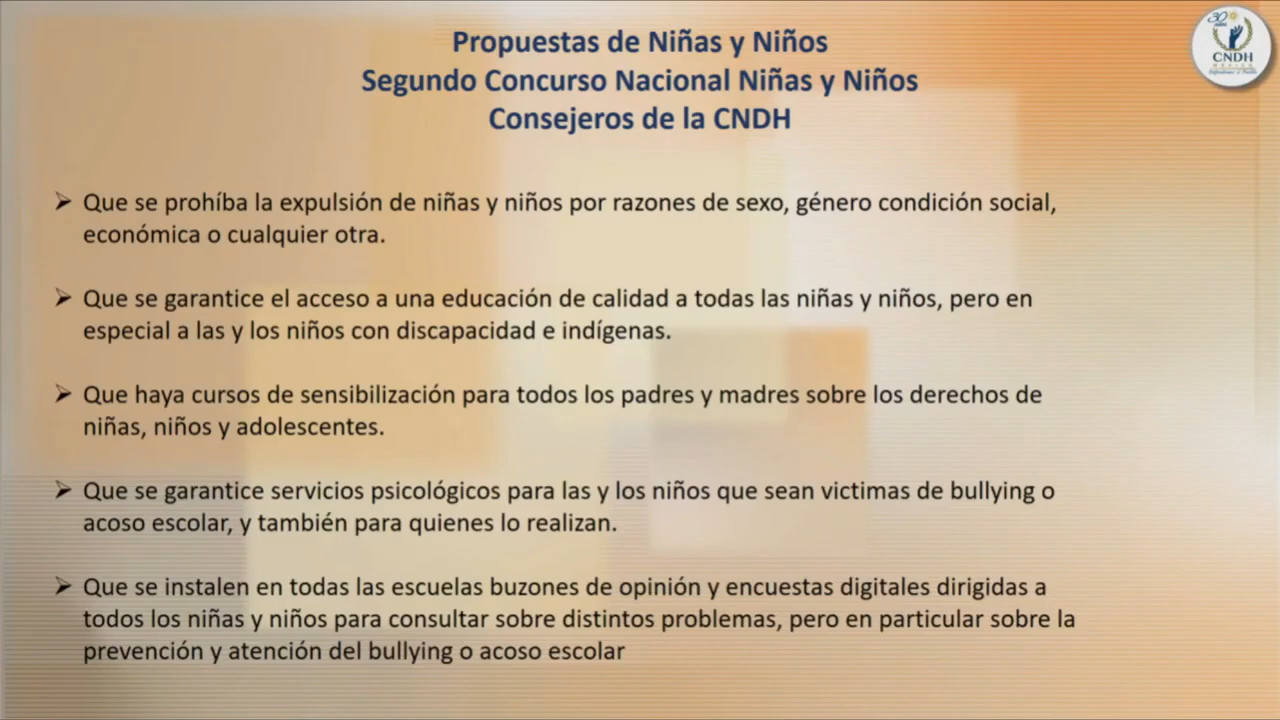 Propuestas de Niñas y Niños
Segundo Concurso Nacional Niñas y Niños
Consejeros de la CNDH
30
CNDH
MÉXICO
➢ Que se prohíba la expulsión de niñas y niños por razones de sexo, género condición social,
económica o cualquier otra.
➢ Que se garantice el acceso a una educación de calidad a todas las niñas y niños, pero en
especial a las y los niños con discapacidad e indígenas.
➢ Que haya cursos de sensibilización para todos los padres y madres sobre los derechos de
niñas, niños y adolescentes.
➢ Que se garantice servicios psicológicos para las y los niños que sean victimas de bullying o
acoso escolar, y también para quienes lo realizan.
➢ Que se instalen en todas las escuelas buzones de opinión y encuestas digitales dirigidas a
todos los niñas y niños para consultar sobre distintos problemas, pero en particular sobre la
prevención y atención del bullying o acoso escolar